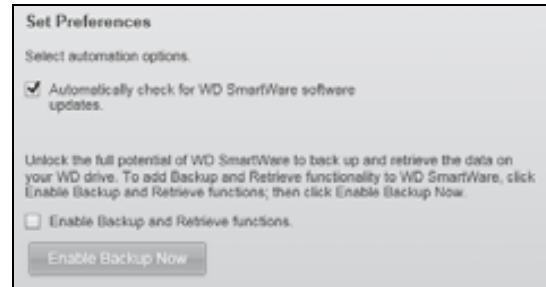 Set Preferences
Select automation options.
Automatically check for WD SmartWare software
updates.
Unlock the full potential of WD SmartWare to back up and retrieve the data on
your WD drive. To add Backup and Retrieve functionality to WD SmartWare, click
Enable Backup and Retrieve functions; then click Enable Backup Now.
Enable Backup and Retrieve functions.
Enable Backup Now